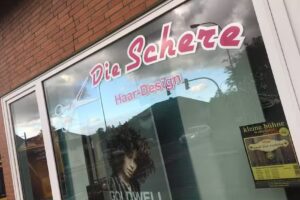 Die Schere
Haar-Design
kleine bühne
GOLDWELL